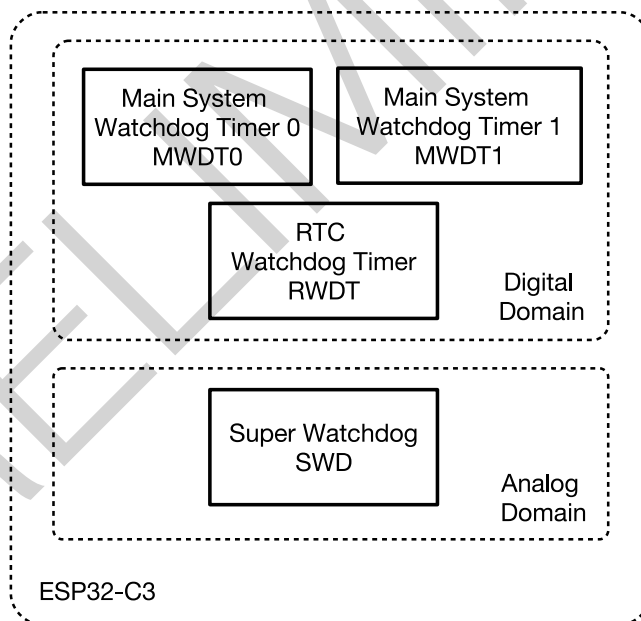 Main System
Watchdog Timer 0
MWDT0
Main System
Watchdog Timer 1
MWDT1
RTC
Watchdog Timer
RWDT
Digital
Domain
Super Watchdog
SWD
Analog
Domain
ESP32-C3